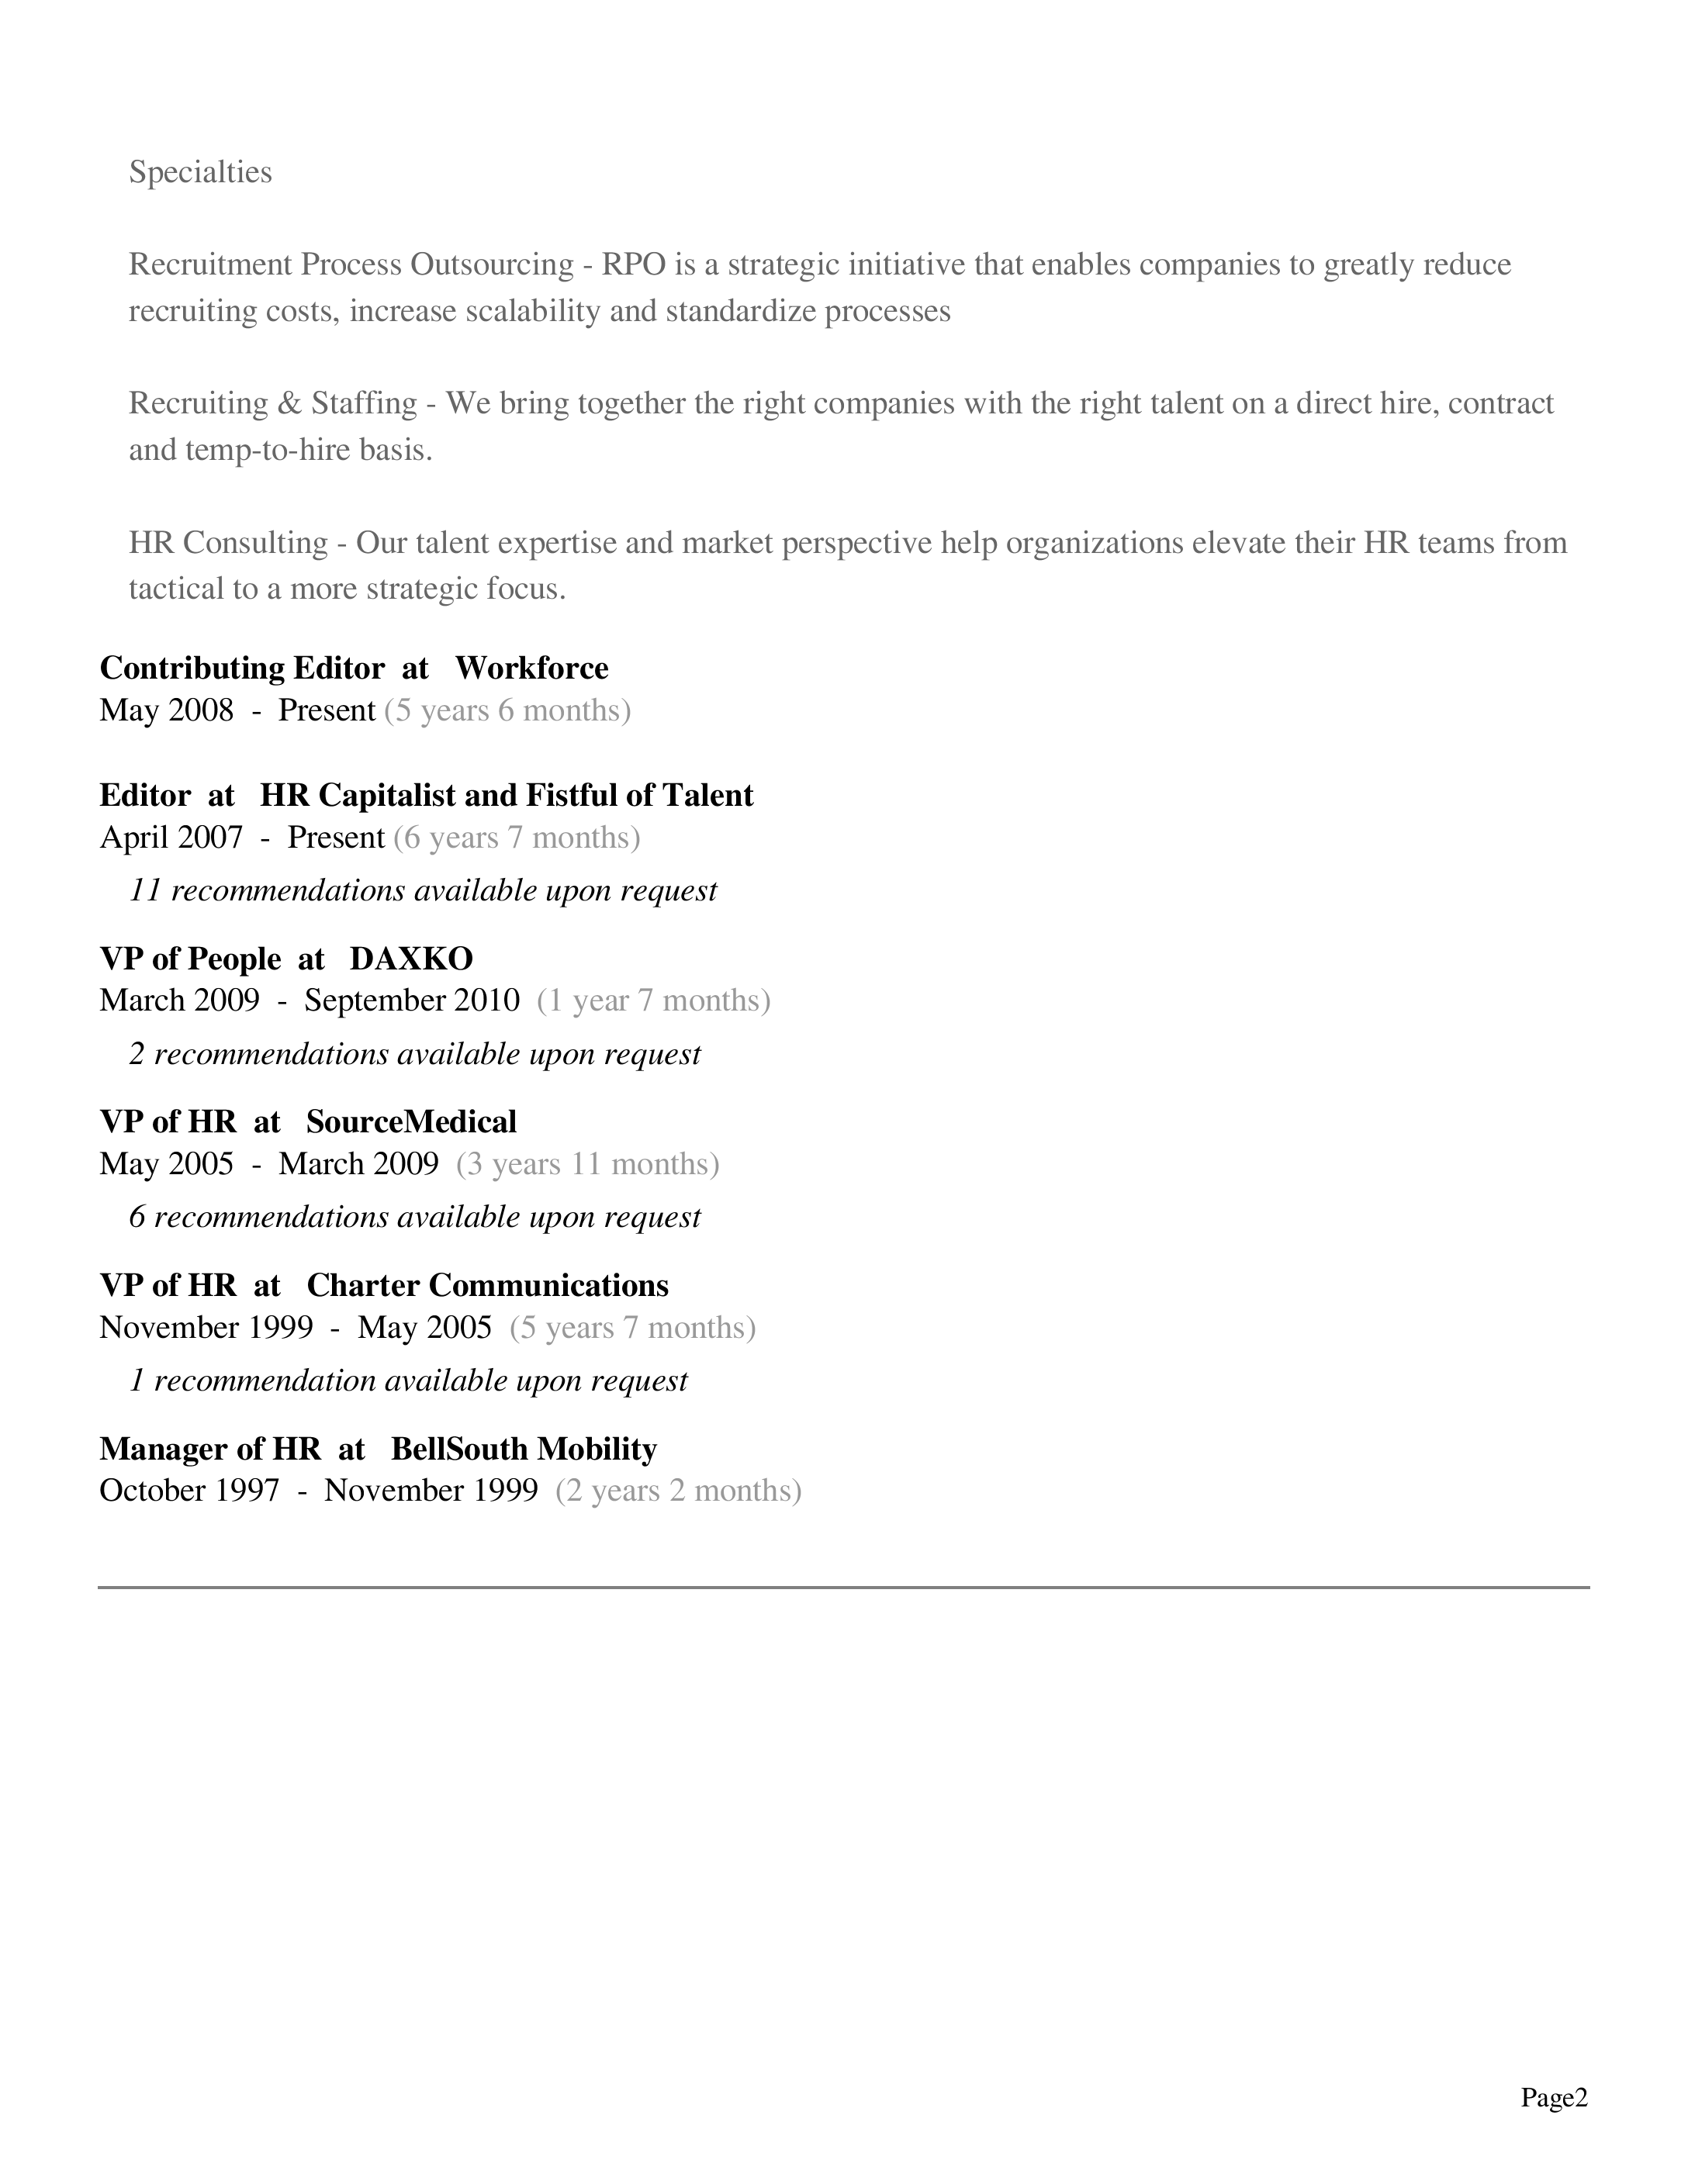 Specialties
Recruitment Process Outsourcing - RPO is a strategic initiative that enables companies to greatly reduce
recruiting costs, increase scalability and standardize processes
Recruiting & Staffing - We bring together the right companies with the right talent on a direct hire, contract
and temp-to-hire basis.
HR Consulting - Our talent expertise and market perspective help organizations elevate their HR teams from
tactical to a more strategic focus.
Contributing Editor at Workforce
May 2008 - Present (5 years 6 months)
Editor at HR Capitalist and Fistful of Talent
April 2007 - Present (6 years 7 months)
11 recommendations available upon request
VP of People at DAXKO
March 2009 - September 2010 (1 year 7 months)
2 recommendations available upon request
VP of HR at SourceMedical
May 2005 - March 2009 (3 years 11 months)
6 recommendations available upon request
VP of HR at Charter Communications
November 1999 - May 2005 (5 years 7 months)
1 recommendation available upon request
Manager of HR at BellSouth Mobility
October 1997 - November 1999 (2 years 2 months)
Page2